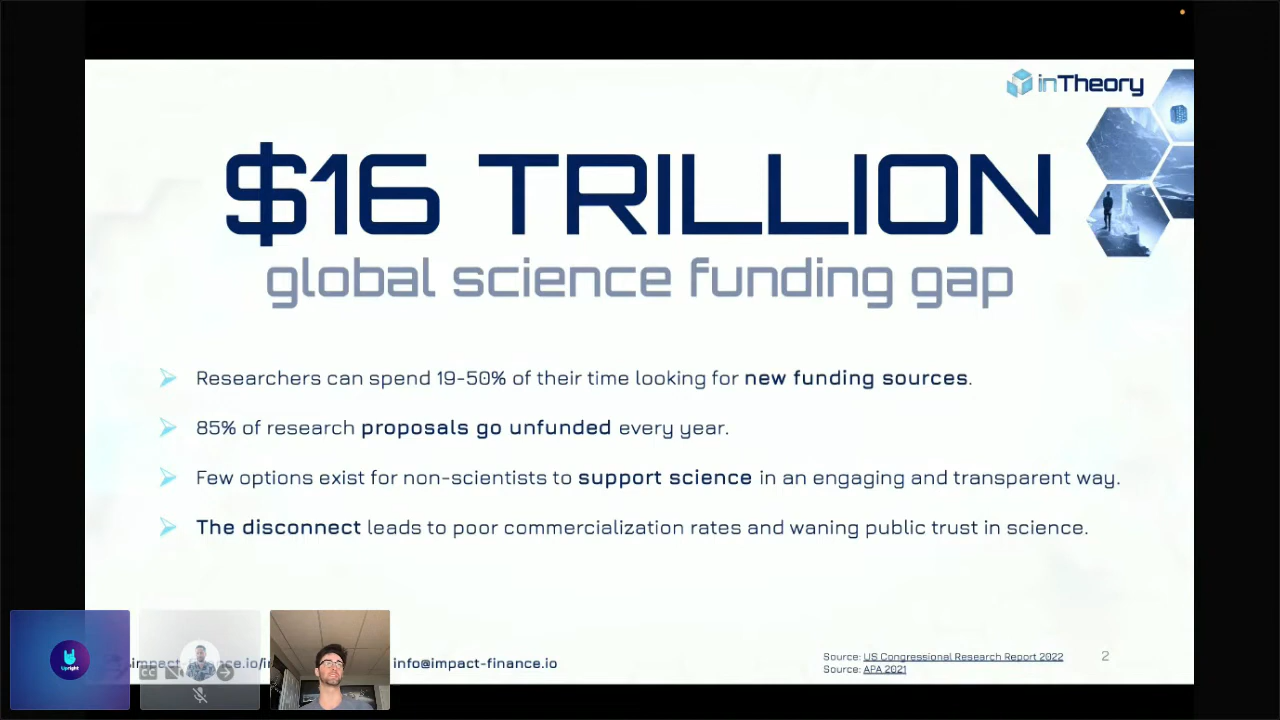 inTheory
$16 TRILLION
global science funding gap
Researchers can spend 19-50% of their time looking for new funding sources.
85% of research proposals go unfunded every year.
Few options exist for non-scientists to support science in an engaging and transparent way.
The disconnect leads to poor commercialization rates and waning public trust in science.
info@impact-finance.io
Source: US Congressional Research Report 2022
Source: APA 2021
2
Upright
CC